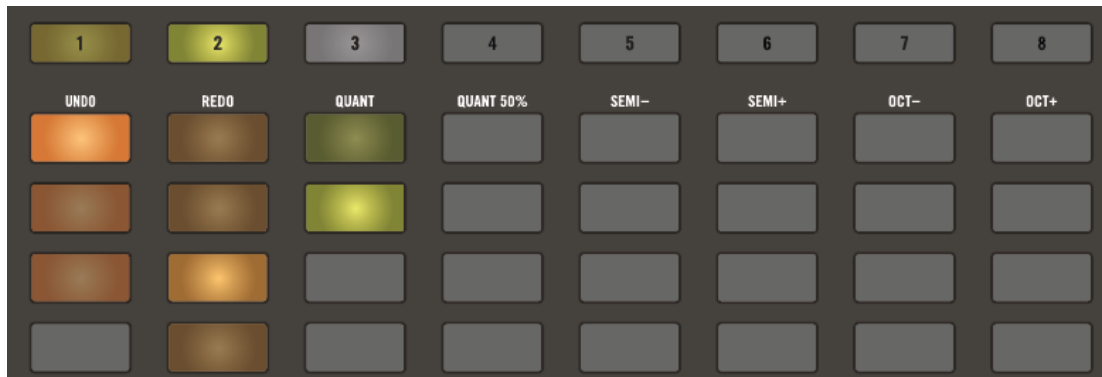 1 2 3 4 5 6 7 8
UNDO REDO QUANT QUANT 50% SEMI– SEMI+ OCT– OCT+